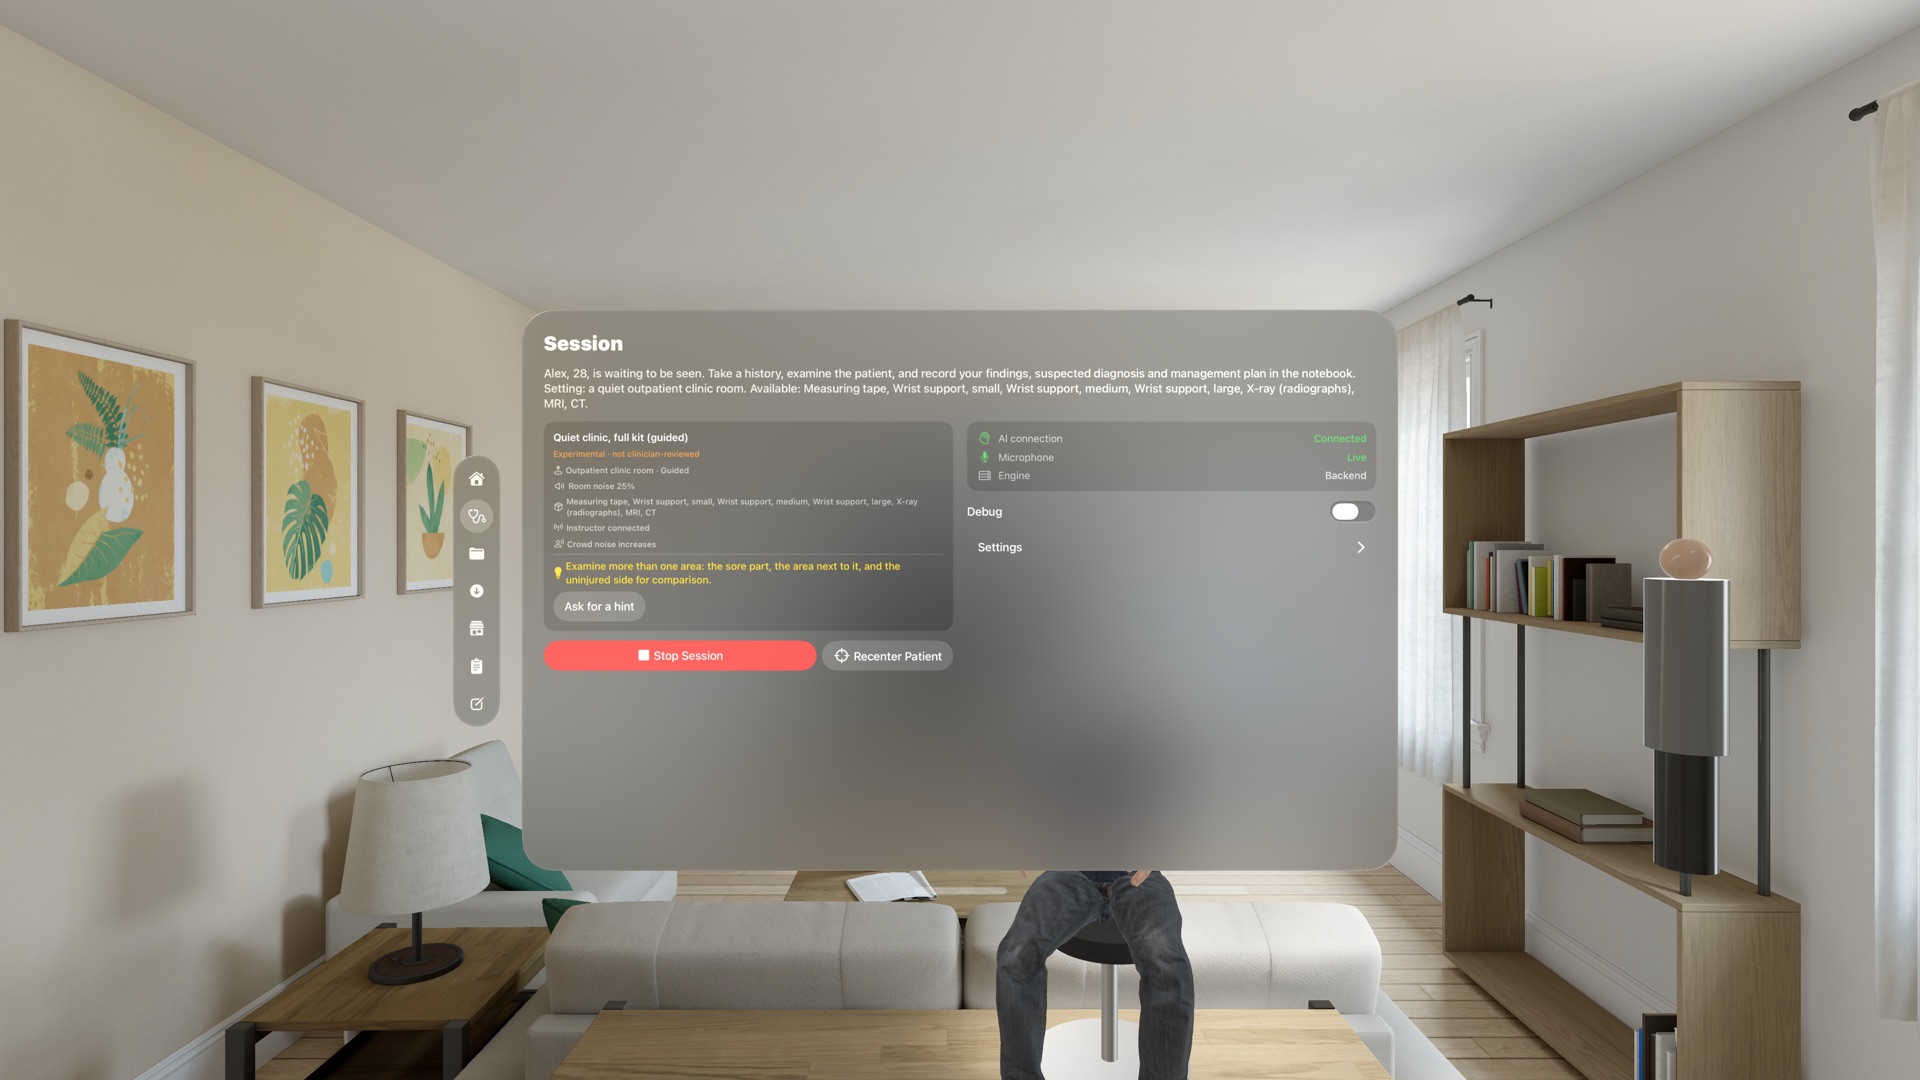 Session
Alex, 28, is waiting to be seen. Take a history, examine the patient, and record your findings, suspected diagnosis and management plan in the notebook.
Setting: a quiet outpatient clinic room. Available: Measuring tape, Wrist support, small, Wrist support, medium, Wrist support, large, X-ray (radiographs),
MRI, CT.
Quiet clinic, full kit (guided)
Experimental · not clinician-reviewed
Outpatient clinic room · Guided
Room noise 25%
Measuring tape, Wrist support, small, Wrist support, medium, Wrist support, large, X-ray
(radiographs), MRI, CT
Instructor connected
Crowd noise increases
Examine more than one area: the sore part, the area next to it, and the
uninjured side for comparison.
Ask for a hint
Stop Session
Recenter Patient
AI connection Connected
Microphone Live
Engine Backend
Debug
Settings